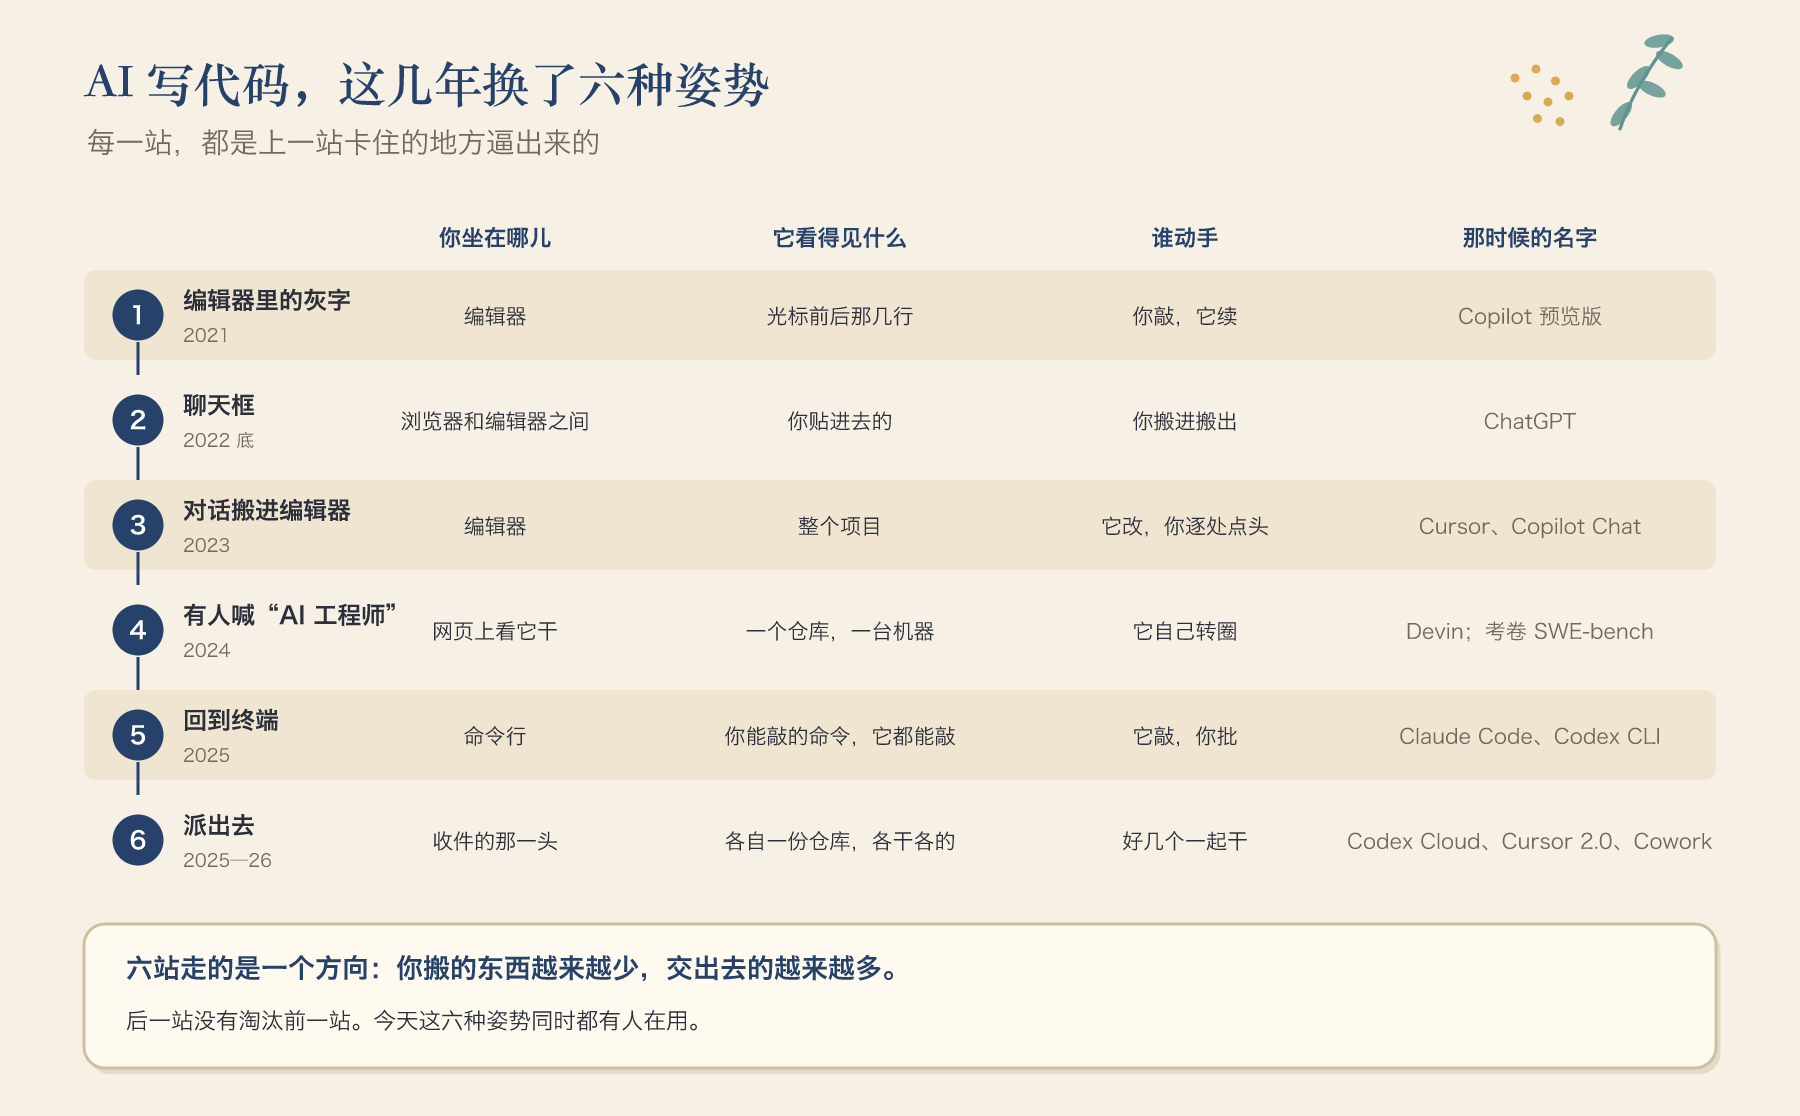 AI 写代码，这几年换了六种姿势
每一站，都是上一站卡住的地方逼出来的
你坐在哪儿 它看得见什么 谁动手 那时候的名字
1 编辑器里的灰字 编辑器 光标前后那几行 你敲，它续 Copilot 预览版
2021
2 聊天框 浏览器和编辑器之间 你贴进去的 你搬进搬出 ChatGPT
2022 底
3 对话搬进编辑器 编辑器 整个项目 它改，你逐处点头 Cursor、Copilot Chat
2023
4 有人喊“AI 工程师” 网页上看它干 一个仓库，一台机器 它自己转圈 Devin；考卷 SWE-bench
2024
5 回到终端 命令行 你能敲的命令，它都能敲 它敲，你批 Claude Code、Codex CLI
2025
6 派出去 收件的那一头 各自一份仓库，各干各的 好几个一起干 Codex Cloud、Cursor 2.0、Cowork
2025—26
六站走的是一个方向：你搬的东西越来越少，交出去的越来越多。
后一站没有淘汰前一站。今天这六种姿势同时都有人在用。